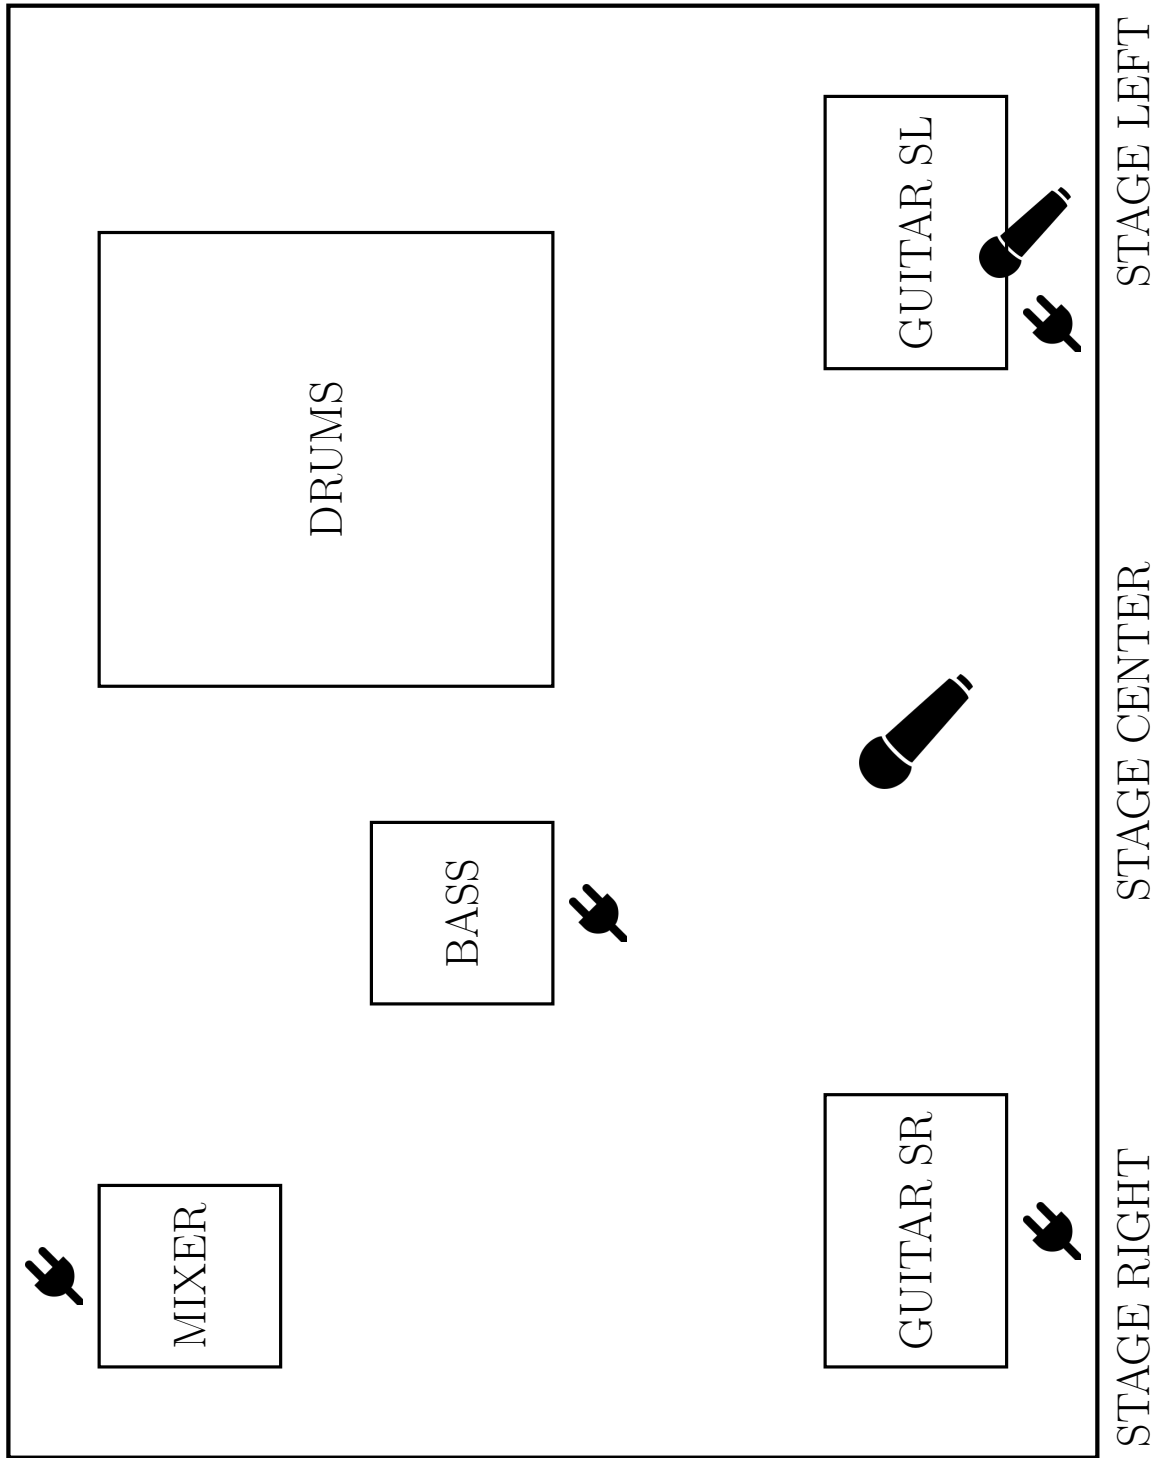 DRUMS
MIXER
BASS
GUITAR SR
GUITAR SL
STAGE RIGHT
STAGE CENTER
STAGE LEFT